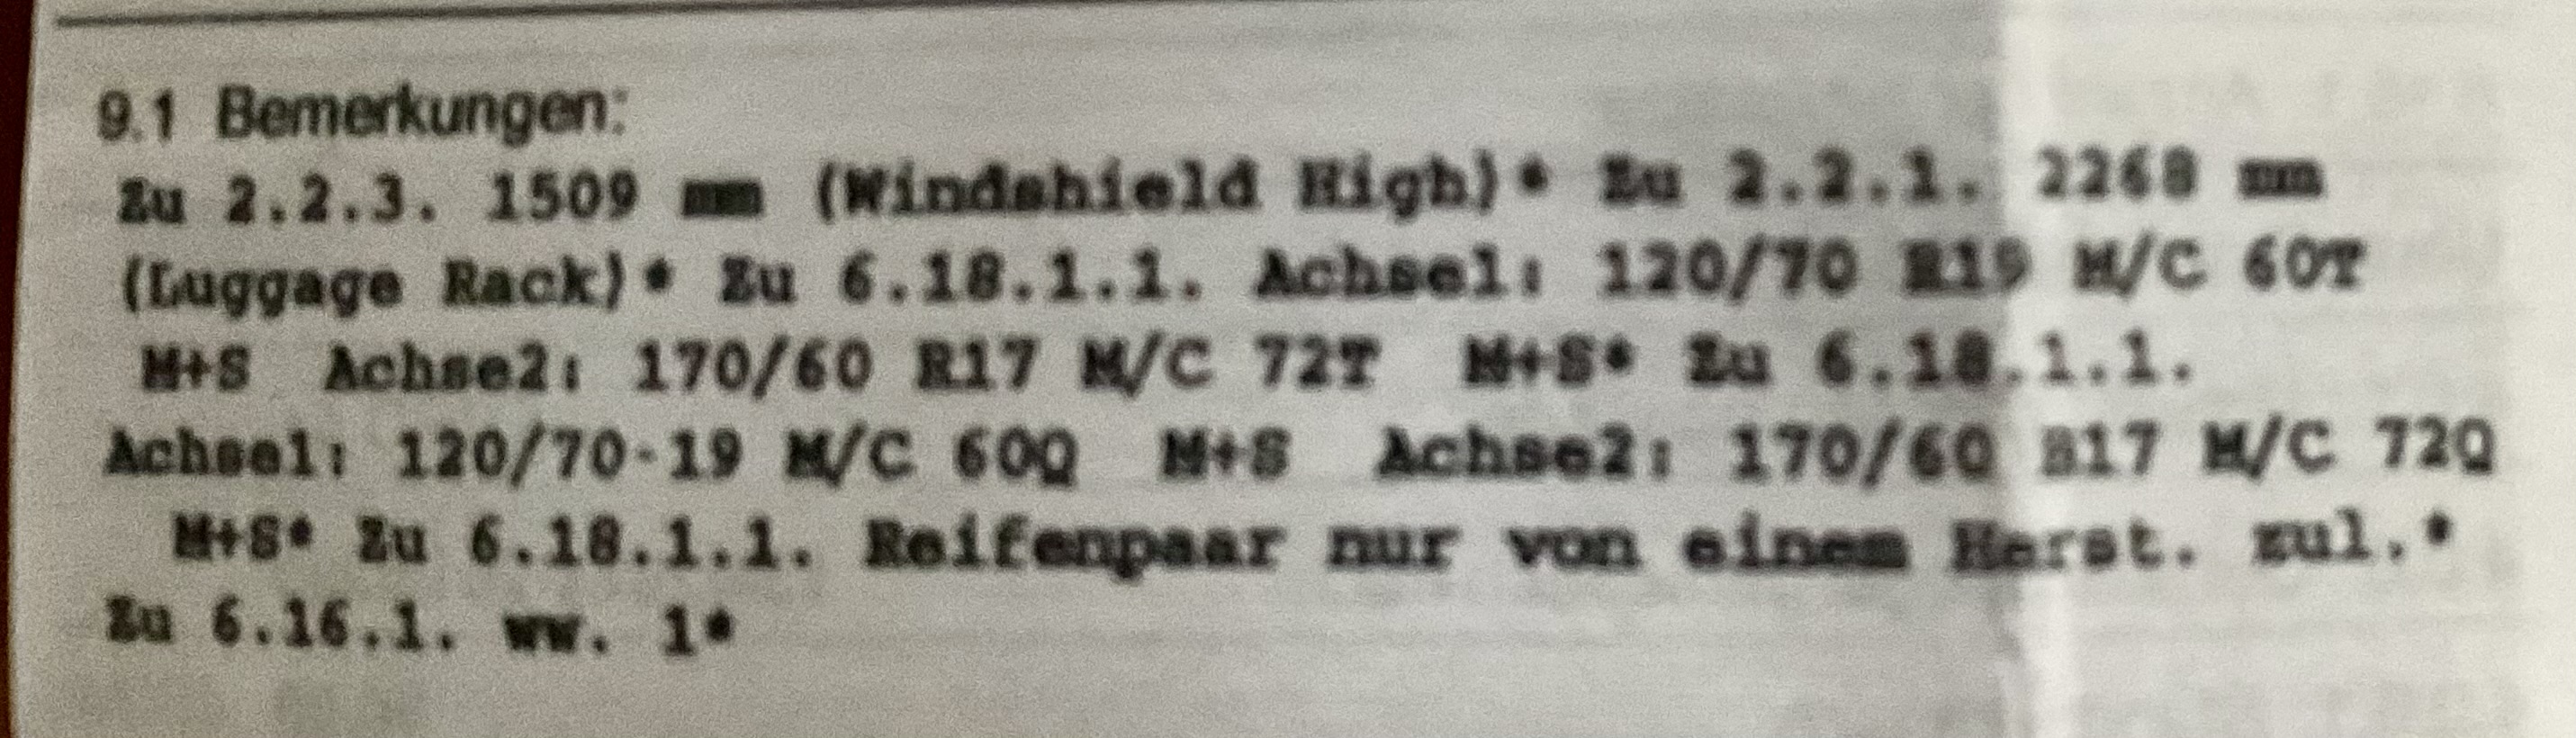 9.1 Bemerkungen:
Zu 2.2.3. 1509 mm (Windshield High)* Zu 2.2.1. 2268 mm
(Luggage Rack)* Zu 6.18.1.1. Achse1: 120/70 R19 M/C 60T
M+S Achse2: 170/60 R17 M/C 72T M+S* Zu 6.18.1.1.
Achse1: 120/70-19 M/C 60Q M+S Achse2: 170/60 B17 M/C 72Q
M+S* Zu 6.18.1.1. Reifenpaar nur von einem Herst. zul.*
Zu 6.16.1. ww. 1*